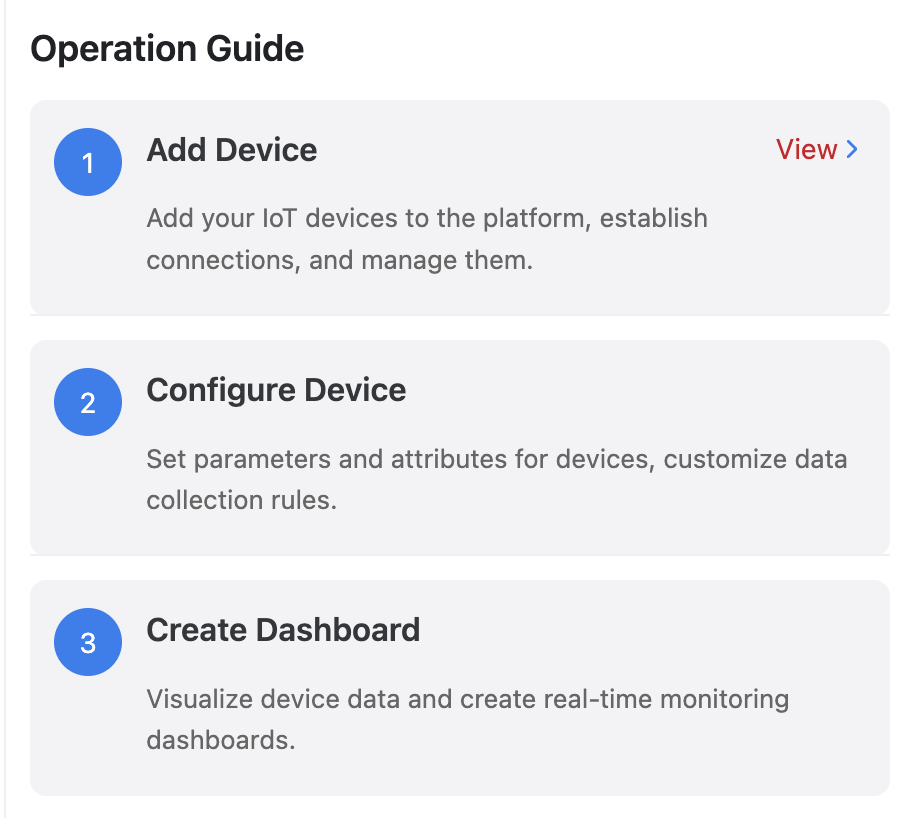 Operation Guide
1
Add Device
View >
Add your IoT devices to the platform, establish
connections, and manage them.
2
Configure Device
Set parameters and attributes for devices, customize data
collection rules.
3
Create Dashboard
Visualize device data and create real-time monitoring
dashboards.